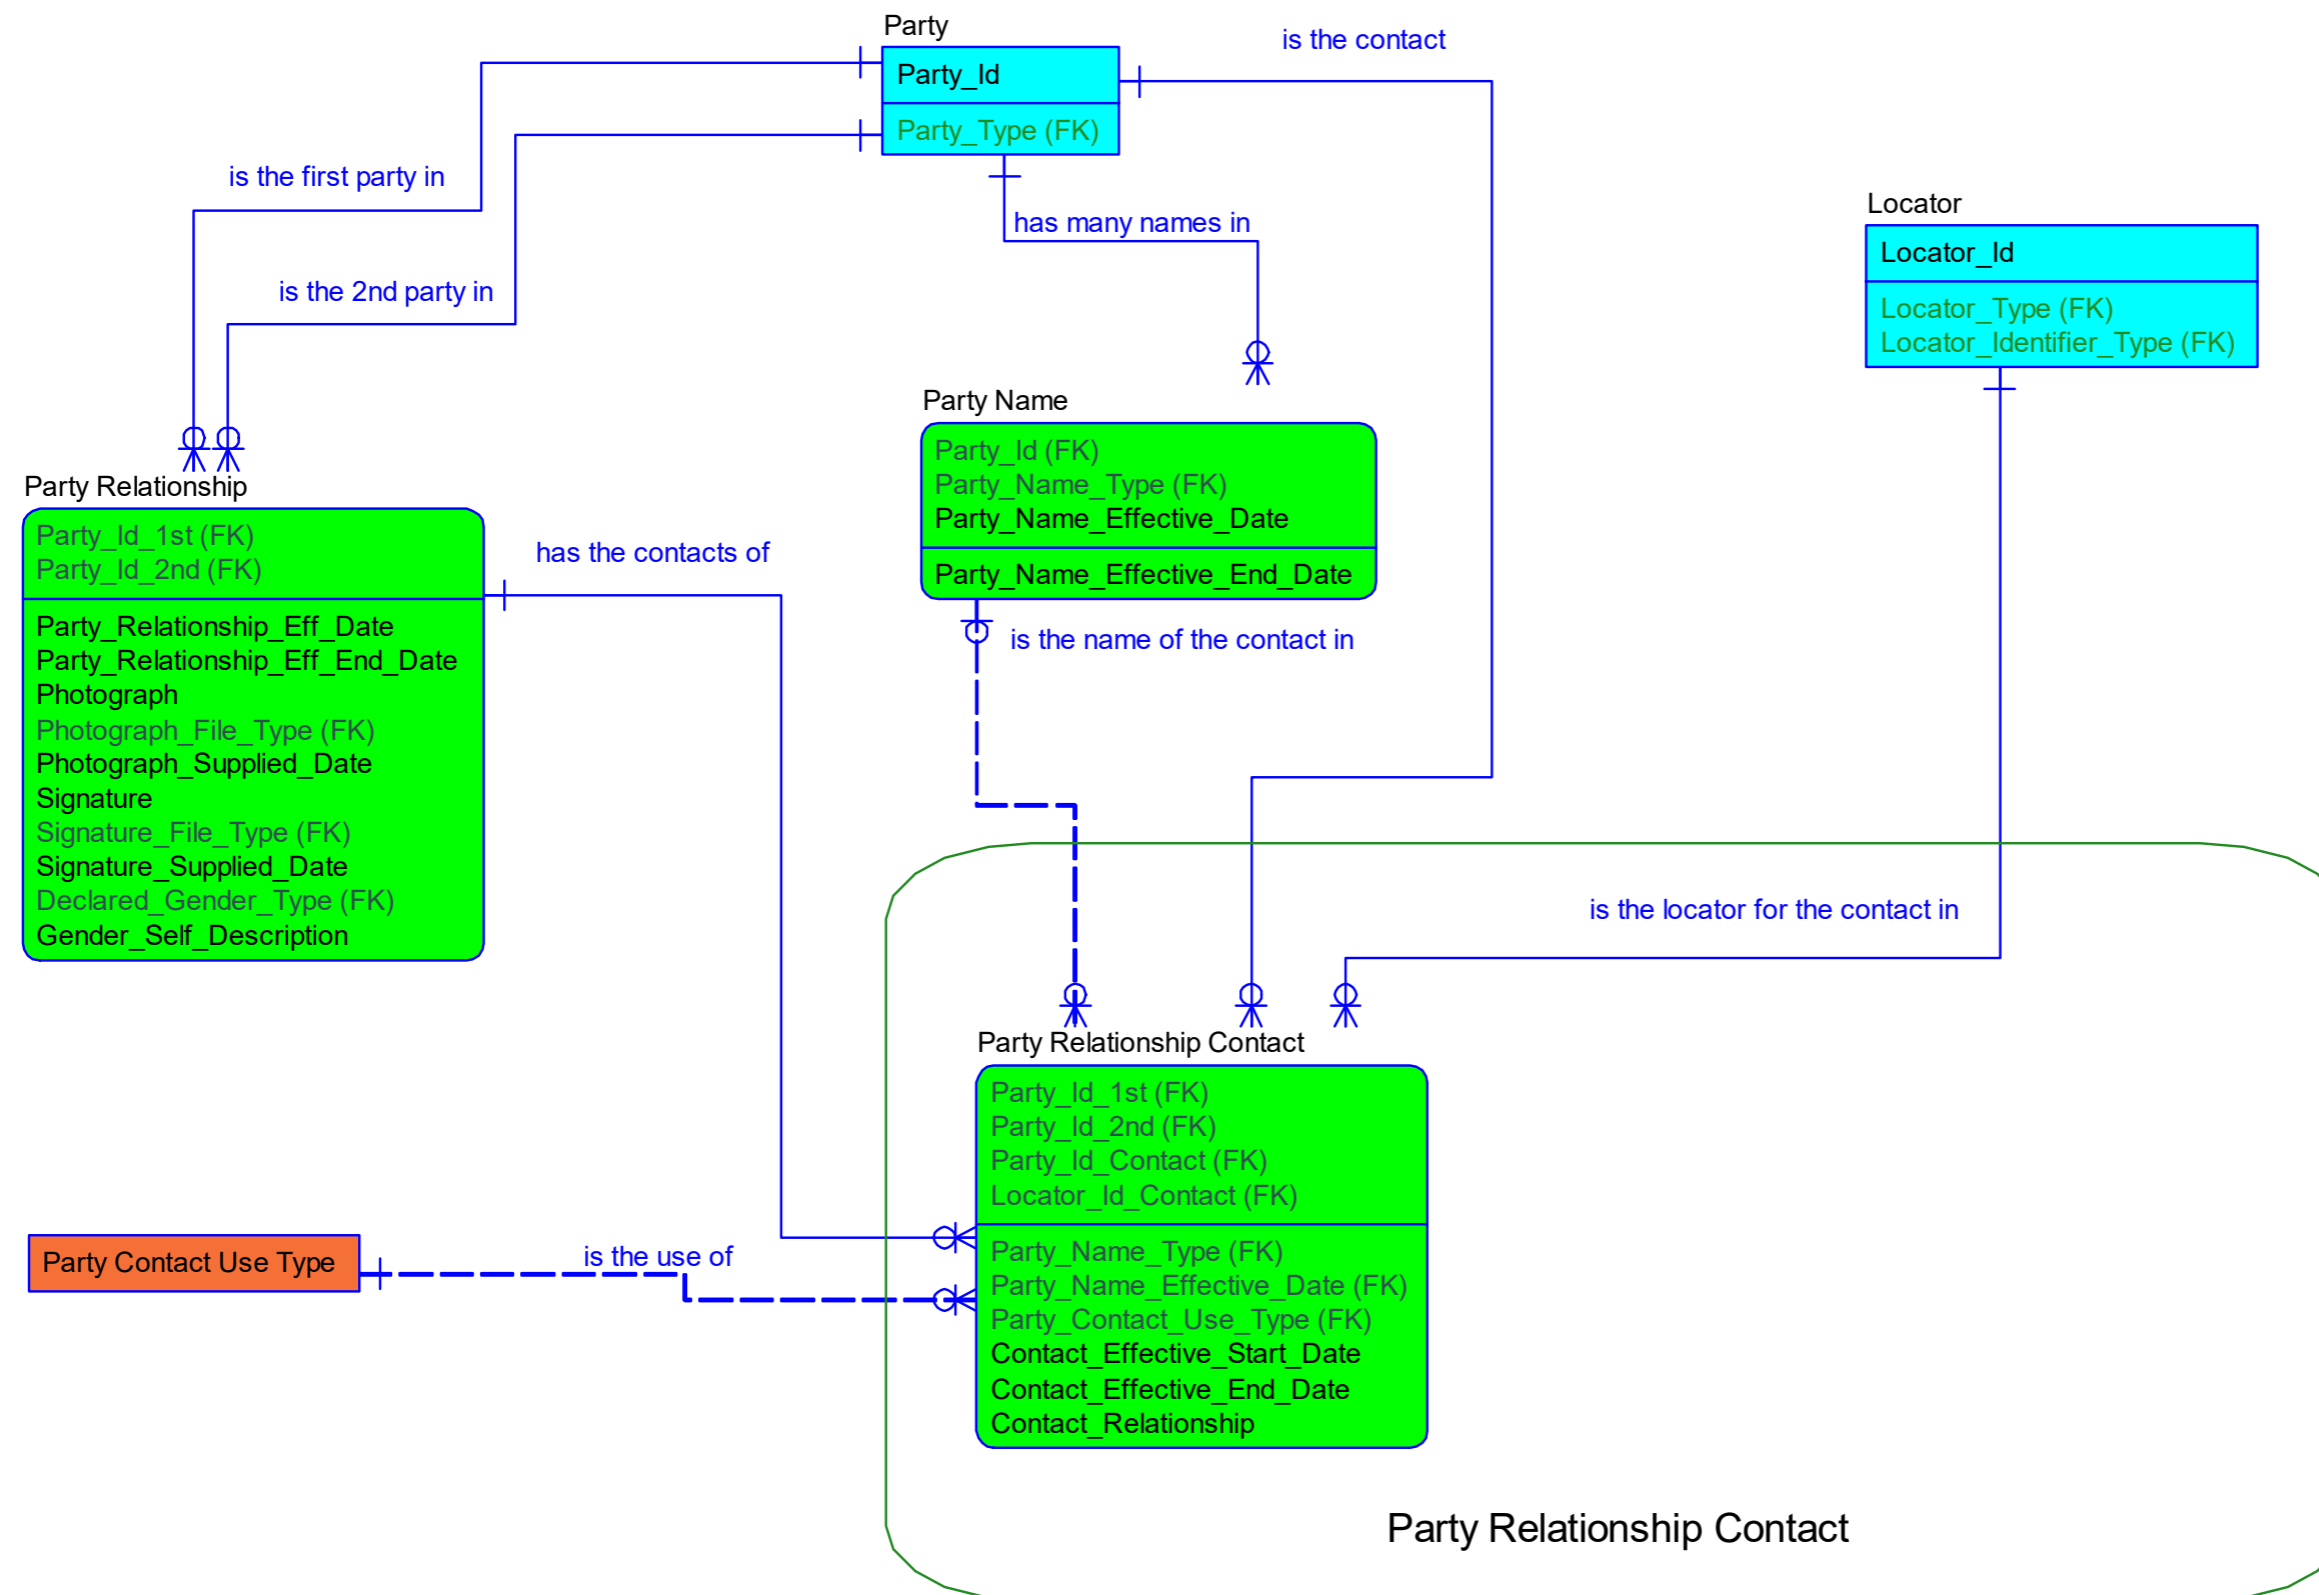 Party
Party_Id
Party_Type (FK)
is the contact
is the first party in
has many names in
is the 2nd party in
Locator
Locator_Id
Locator_Type (FK)
Locator_Identifier_Type (FK)
Party Name
Party_Id (FK)
Party_Name_Type (FK)
Party_Name_Effective_Date
Party_Name_Effective_End_Date
Party Relationship
Party_Id_1st (FK)
Party_Id_2nd (FK)
Party_Relationship_Eff_Date
Party_Relationship_Eff_End_Date
Photograph
Photograph_File_Type (FK)
Photograph_Supplied_Date
Signature
Signature_File_Type (FK)
Signature_Supplied_Date
Declared_Gender_Type (FK)
Gender_Self_Description
has the contacts of
is the name of the contact in
is the locator for the contact in
Party Relationship Contact
Party_Id_1st (FK)
Party_Id_2nd (FK)
Party_Id_Contact (FK)
Locator_Id_Contact (FK)
Party_Name_Type (FK)
Party_Name_Effective_Date (FK)
Party_Contact_Use_Type (FK)
Contact_Effective_Start_Date
Contact_Effective_End_Date
Contact_Relationship
Party Contact Use Type
is the use of
Party Relationship Contact